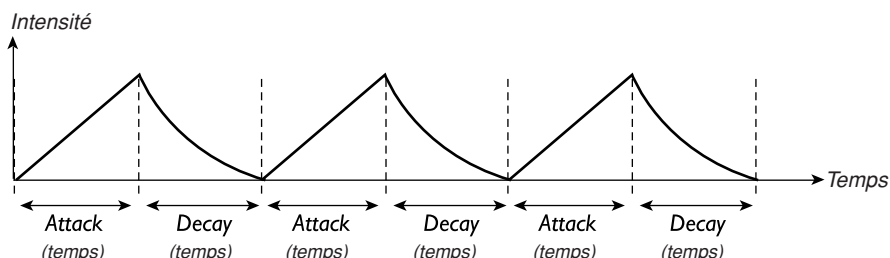 Intensité
Temps
Attack Decay Attack Decay Attack Decay
(temps) (temps) (temps) (temps) (temps) (temps)